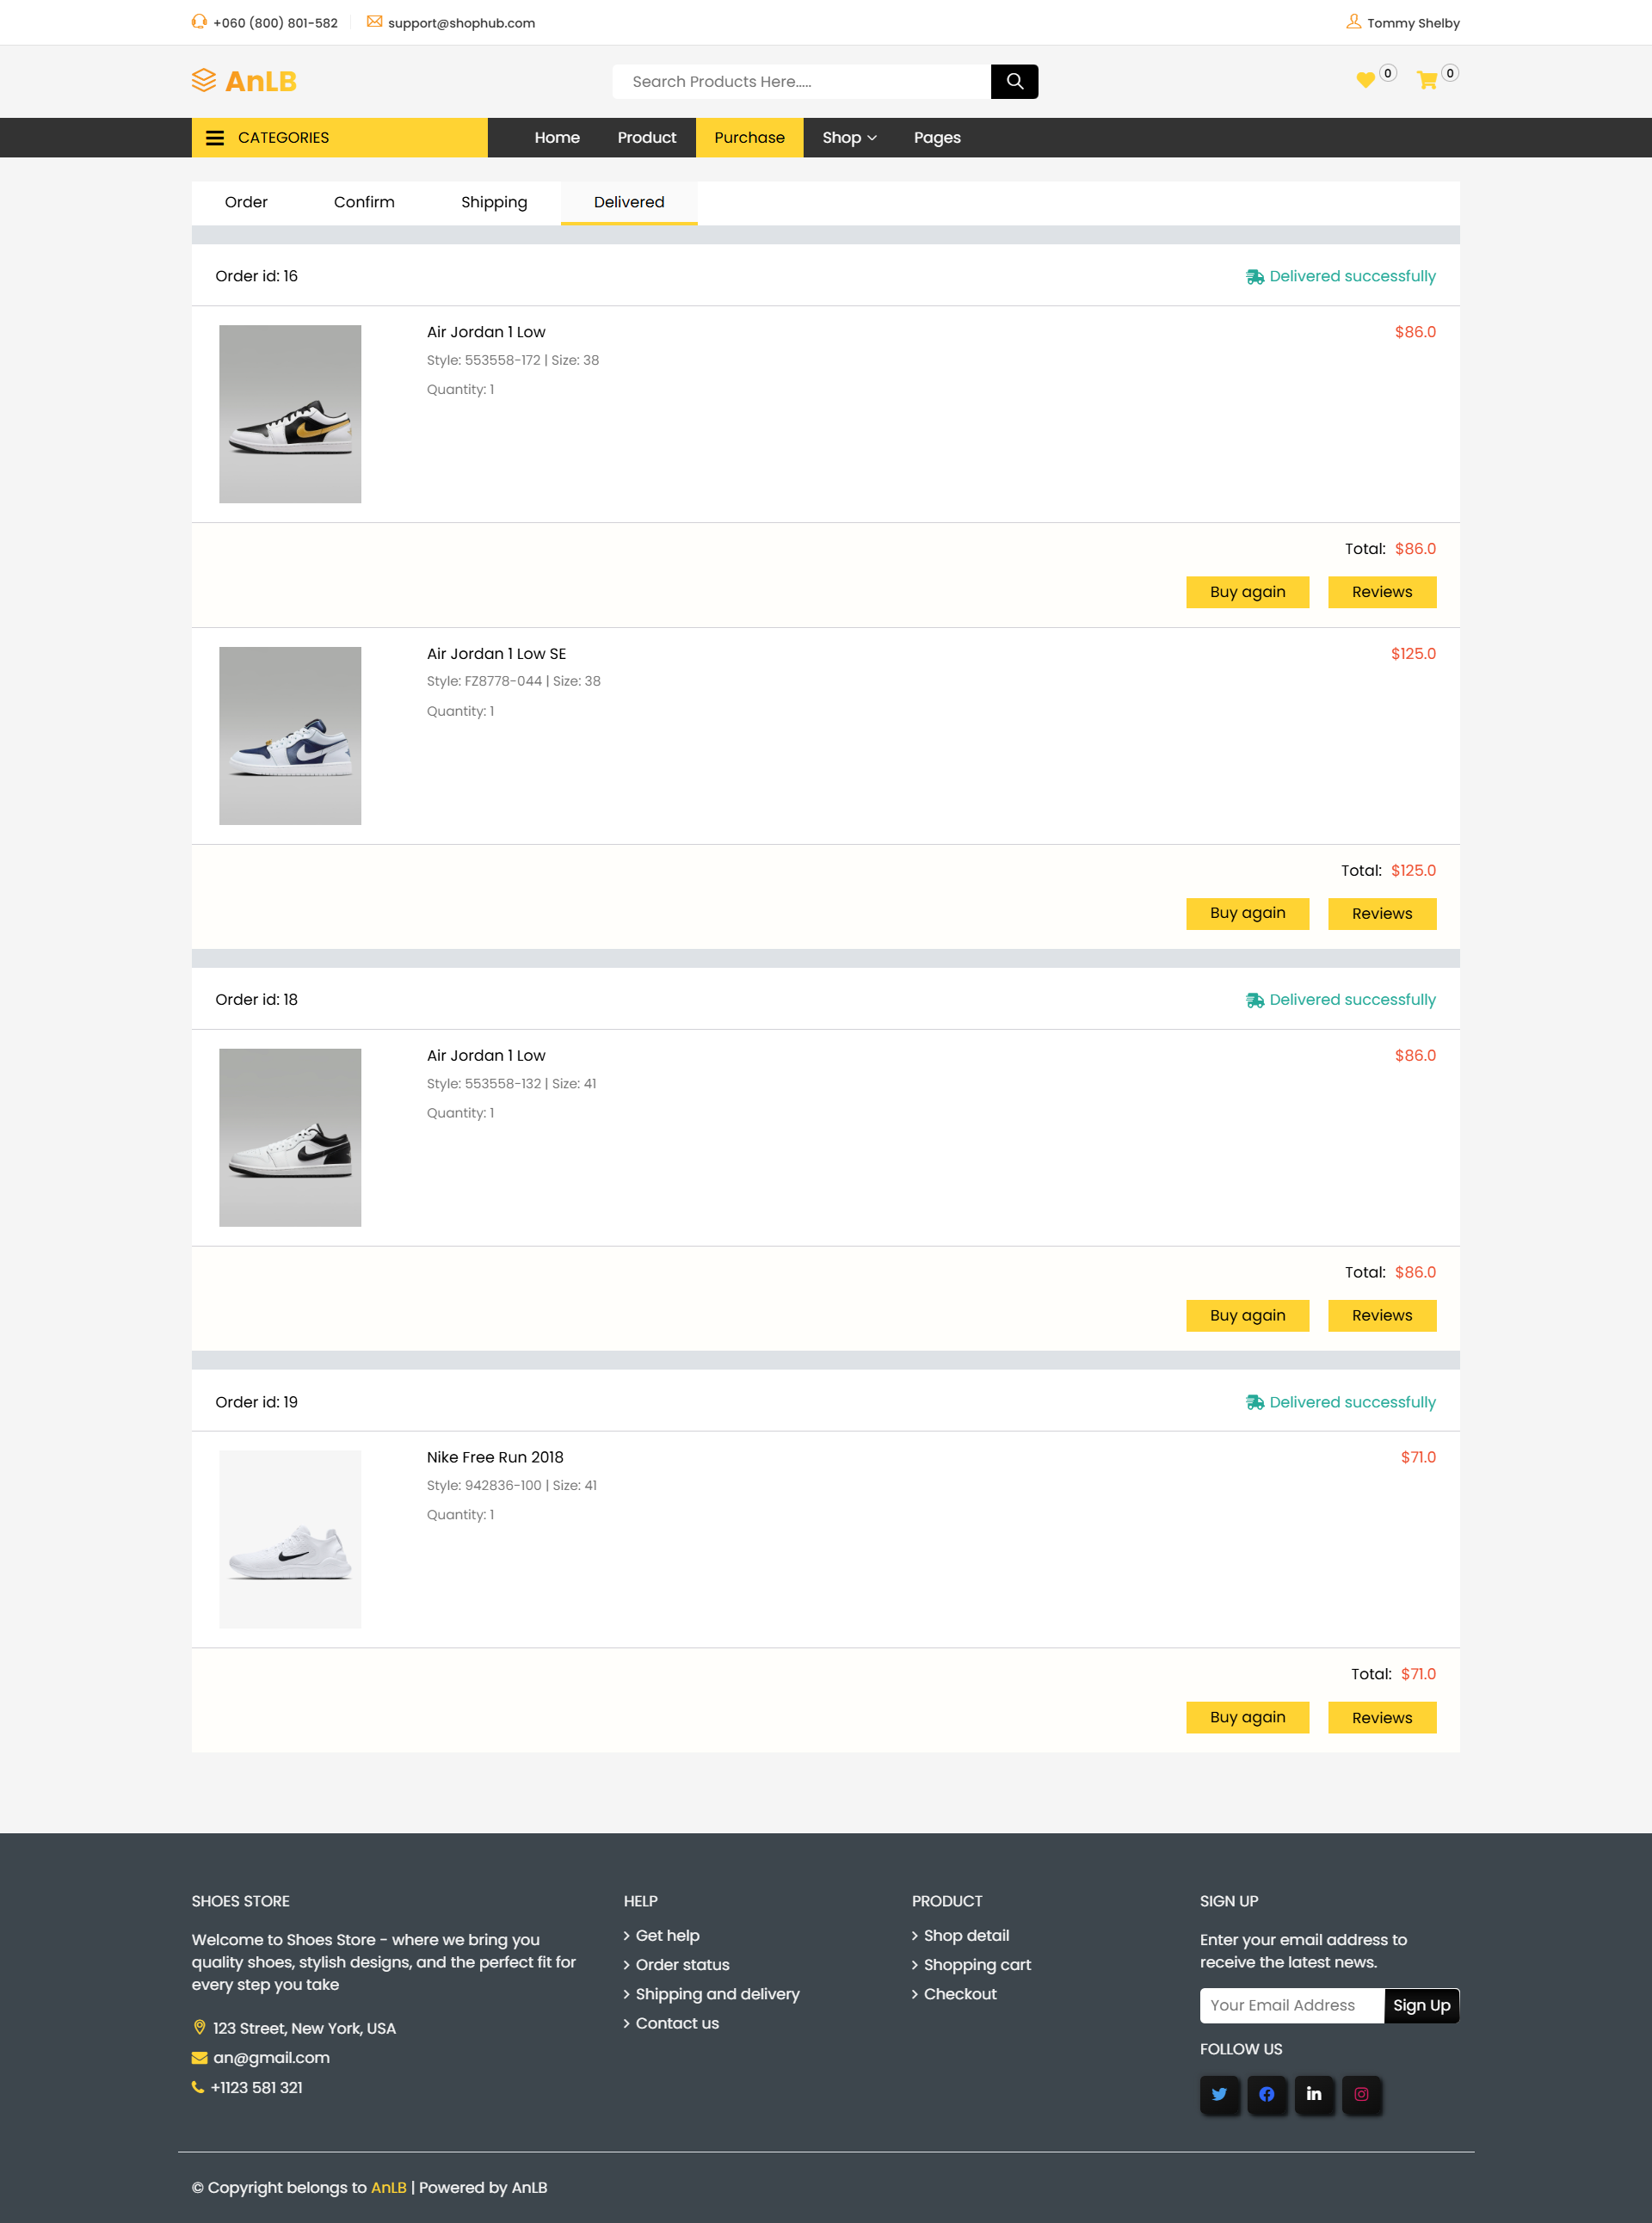 +060 (800) 801-582
support@shophub.com
Tommy Shelby
AnLB
Search Products Here.....
0
0
CATEGORIES
Home
Product
Purchase
Shop
Pages
Order
Confirm
Shipping
Delivered
Order id: 16
Delivered successfully
Air Jordan 1 Low
$86.0
Style: 553558-172 | Size: 38
Quantity: 1
Total: $86.0
Buy again
Reviews
Air Jordan 1 Low SE
$125.0
Style: FZ8778-044 | Size: 38
Quantity: 1
Total: $125.0
Buy again
Reviews
Order id: 18
Delivered successfully
Air Jordan 1 Low
$86.0
Style: 553558-132 | Size: 41
Quantity: 1
Total: $86.0
Buy again
Reviews
Order id: 19
Delivered successfully
Nike Free Run 2018
$71.0
Style: 942836-100 | Size: 41
Quantity: 1
Total: $71.0
Buy again
Reviews
SHOES STORE
Welcome to Shoes Store - where we bring you
quality shoes, stylish designs, and the perfect fit for
every step you take
123 Street, New York, USA
an@gmail.com
+1123 581 321
HELP
Get help
Order status
Shipping and delivery
Contact us
PRODUCT
Shop detail
Shopping cart
Checkout
SIGN UP
Enter your email address to
receive the latest news.
Your Email Address
Sign Up
FOLLOW US
© Copyright belongs to AnLB | Powered by AnLB